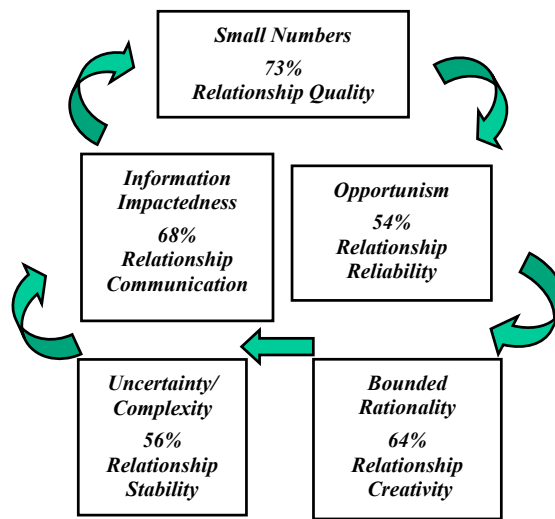 Small Numbers
73%
Relationship Quality
Information
Impactedness
68%
Relationship
Communication
Opportunism
54%
Relationship
Reliability
Uncertainty/
Complexity
56%
Relationship
Stability
Bounded
Rationality
64%
Relationship
Creativity